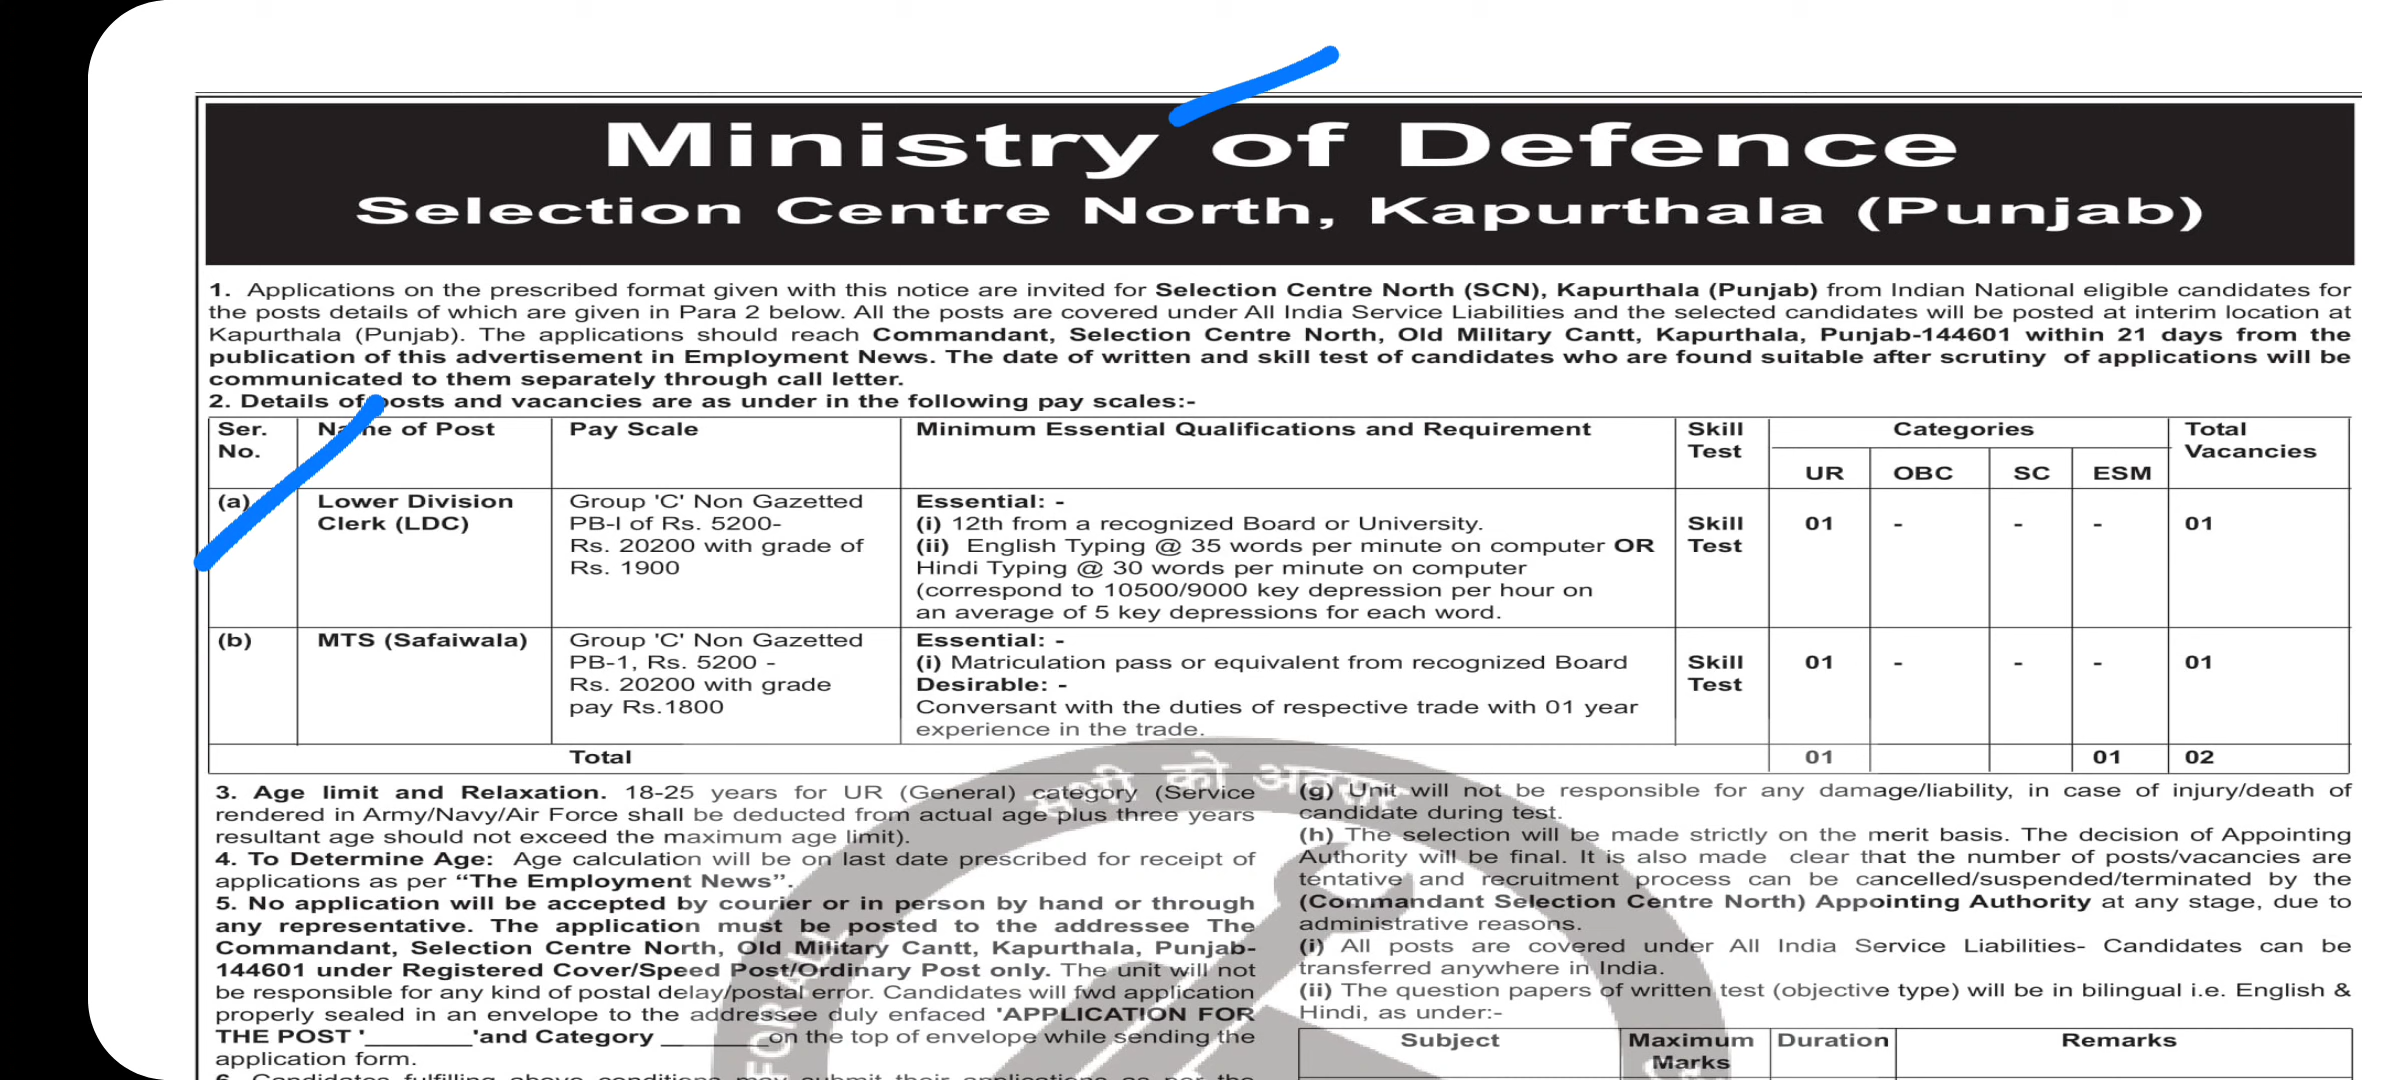 Ministry of Defence
Selection Centre North, Kapurthala (Punjab)
1. Applications on the prescribed format given with this notice are invited for Selection Centre North (SCN), Kapurthala (Punjab) from Indian National eligible candidates for
the posts details of which are given in Para 2 below. All the posts are covered under All India Service Liabilities and the selected candidates will be posted at interim location at
Kapurthala (Punjab). The applications should reach Commandant, Selection Centre North, Old Military Cantt, Kapurthala, Punjab-144601 within 21 days from the
publication of this advertisement in Employment News. The date of written and skill test of candidates who are found suitable after scrutiny of applications will be
communicated to them separately through call letter.
2. Details of posts and vacancies are as under in the following pay scales:-
Ser. No. Name of Post Pay Scale Minimum Essential Qualifications and Requirement Skill Test Categories Total Vacancies
UR OBC SC ESM
(a) Lower Division Clerk (LDC)
Group 'C' Non Gazetted
PB-I of Rs. 5200-
Rs. 20200 with grade of
Rs. 1900
Essential: -
(i) 12th from a recognized Board or University.
(ii) English Typing @ 35 words per minute on computer OR
Hindi Typing @ 30 words per minute on computer
(correspond to 10500/9000 key depression per hour on
an average of 5 key depressions for each word.
Skill Test 01 - - - 01
(b) MTS (Safaiwala)
Group 'C' Non Gazetted
PB-1, Rs. 5200 -
Rs. 20200 with grade
pay Rs.1800
Essential: -
(i) Matriculation pass or equivalent from recognized Board
Desirable: -
Conversant with the duties of respective trade with 01 year
experience in the trade.
Skill Test 01 - - - 01
Total 01 01 02
3. Age limit and Relaxation. 18-25 years for UR (General) category (Service
rendered in Army/Navy/Air Force shall be deducted from actual age plus three years
resultant age should not exceed the maximum age limit).
4. To Determine Age: Age calculation will be on last date prescribed for receipt of
applications as per “The Employment News”.
5. No application will be accepted by courier or in person by hand or through
any representative. The application must be posted to the addressee The
Commandant, Selection Centre North, Old Military Cantt, Kapurthala, Punjab-
144601 under Registered Cover/Speed Post/Ordinary Post only. The unit will not
be responsible for any kind of postal delay/postal error. Candidates will fwd application
properly sealed in an envelope to the addressee duly enfaced 'APPLICATION FOR
THE POST '________'and Category ________on the top of envelope while sending the
application form.
6. Candidates fulfilling above conditions may submit their applications as per the
(g) Unit will not be responsible for any damage/liability, in case of injury/death of
candidate during test.
(h) The selection will be made strictly on the merit basis. The decision of Appointing
Authority will be final. It is also made clear that the number of posts/vacancies are
tentative and recruitment process can be cancelled/suspended/terminated by the
(Commandant Selection Centre North) Appointing Authority at any stage, due to
administrative reasons.
(i) All posts are covered under All India Service Liabilities- Candidates can be
transferred anywhere in India.
(ii) The question papers of written test (objective type) will be in bilingual i.e. English &
Hindi, as under:-
Subject Maximum Marks Duration Remarks
सभी को अवसर
FOR ALL